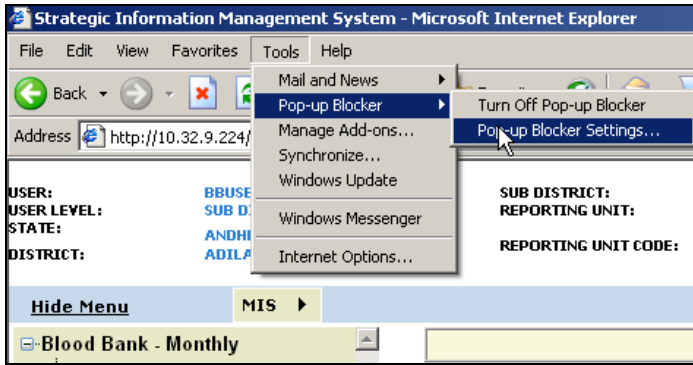 Strategic Information Management System - Microsoft Internet Explorer
File Edit View Favorites Tools Help
Back
Mail and News
Pop-up Blocker
Turn Off Pop-up Blocker
Address http://10.32.9.224/
Manage Add-ons...
Pop-up Blocker Settings...
Synchronize...
Windows Update
Windows Messenger
Internet Options...
USER: BBUSE
SUB DISTRICT:
USER LEVEL: SUB D
REPORTING UNIT:
STATE: ANDH
DISTRICT: ADILA
REPORTING UNIT CODE:
Hide Menu MIS
Blood Bank - Monthly